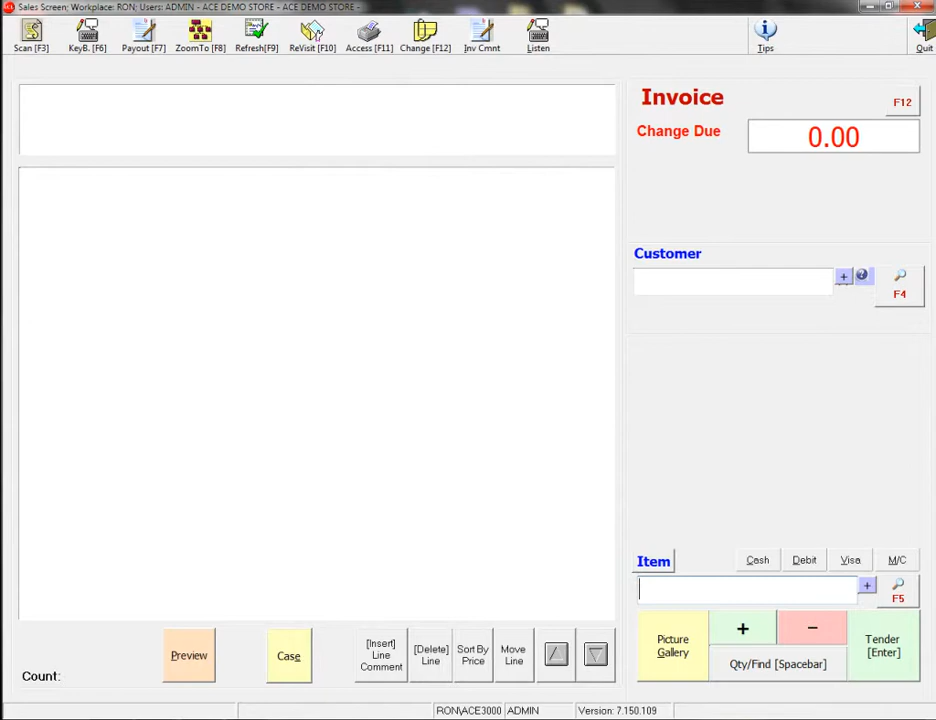 Sales Screen; Workplace: RON; Users: ADMIN - ACE DEMO STORE - ACE DEMO STORE -
Scan [F3] KeyB. [F6] Payout [F7] ZoomTo [F8] Refresh[F9] ReVisit [F10] Access [F11] Change [F12] Inv Cmnt Listen Tips Quit
Invoice F12
Change Due 0.00
Customer
+ ? F4
Item Cash Debit Visa M/C
+ F5
Picture
Gallery
+ -
Qty/Find [Spacebar]
Tender
[Enter]
Preview Case
[Insert]
Line
Comment
[Delete]
Line
Sort By
Price
Move
Line
Count:
RON\ACE3000 ADMIN Version: 7.150.109